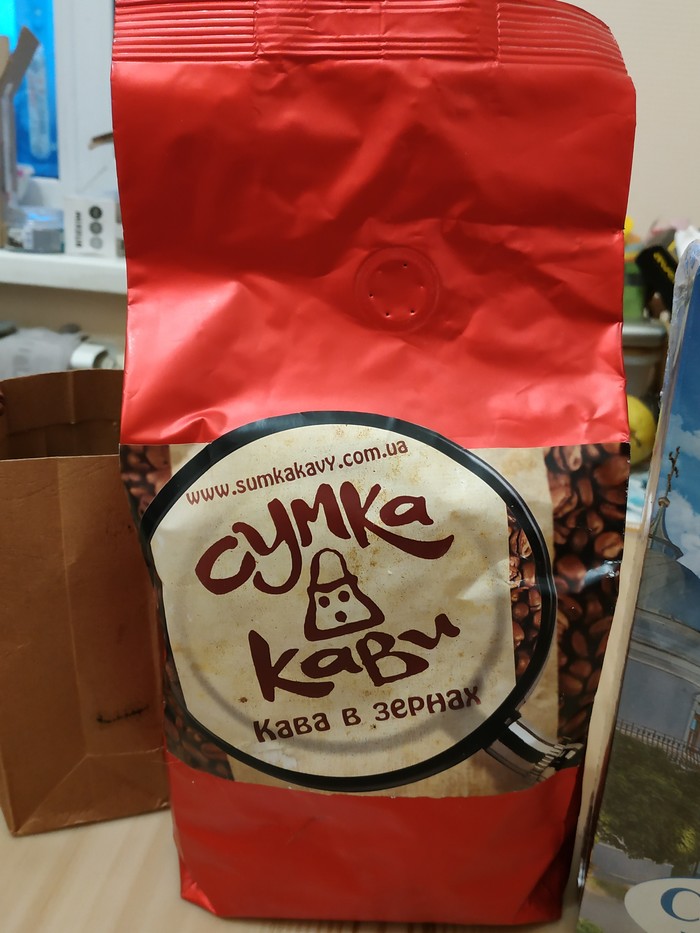 www.sumkakavy.com.ua
сумка
кави
кава в зернах